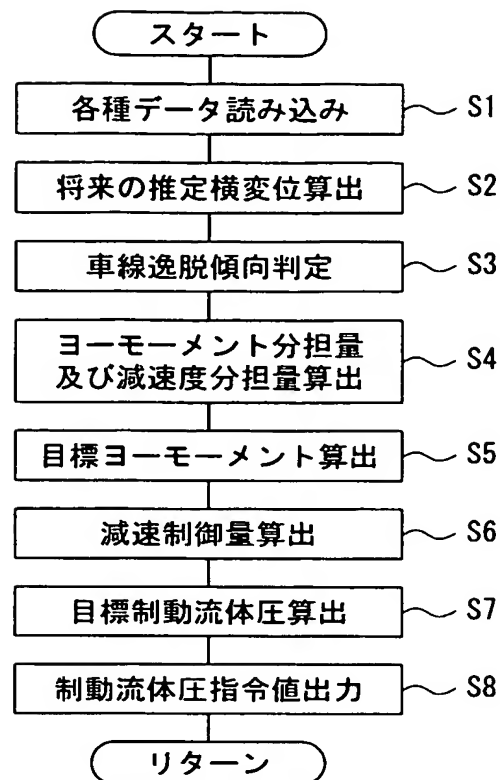 スタート
各種データ読み込み S1
将来の推定横変位算出 S2
車線逸脱傾向判定 S3
ヨーモーメント分担量
及び減速度分担量算出 S4
目標ヨーモーメント算出 S5
減速制御量算出 S6
目標制動流体圧算出 S7
制動流体圧指令値出力 S8
リターン